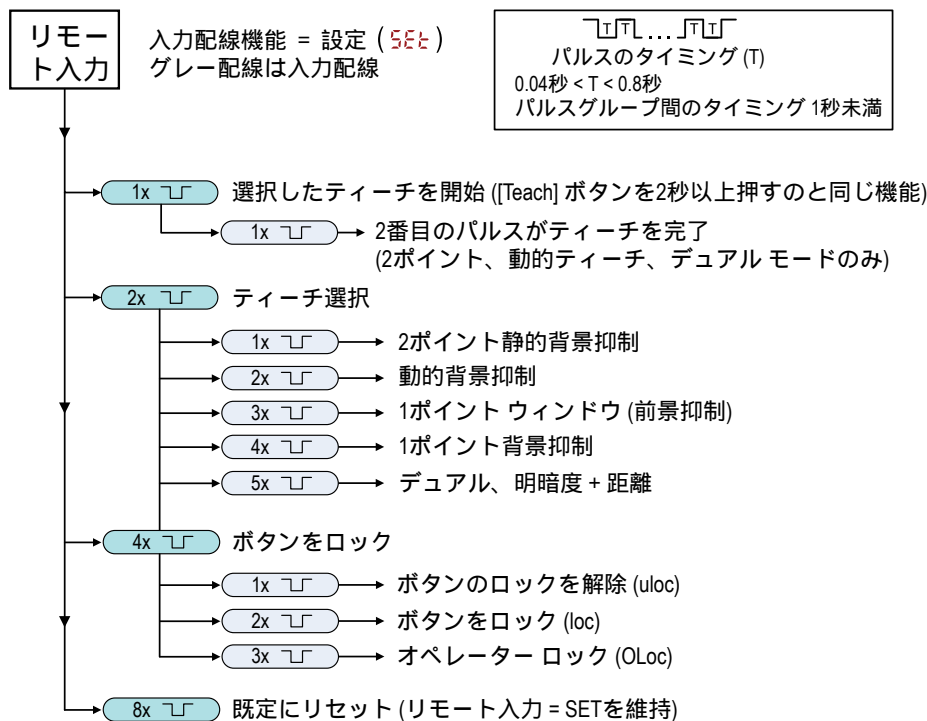 リモー
ト入力
入力配線機能 = 設定 (SEt)
グレー配線は入力配線
T T ... T T
パルスのタイミング (T)
0.04秒 < T < 0.8秒
パルスグループ間のタイミング 1秒未満
1x 選択したティーチを開始 ([Teach] ボタンを2秒以上押すのと同じ機能)
1x 2番目のパルスがティーチを完了
(2ポイント、動的ティーチ、デュアル モードのみ)
2x ティーチ選択
1x 2ポイント静的背景抑制
2x 動的背景抑制
3x 1ポイント ウィンドウ (前景抑制)
4x 1ポイント背景抑制
5x デュアル、明暗度 + 距離
4x ボタンをロック
1x ボタンのロックを解除 (uloc)
2x ボタンをロック (loc)
3x オペレーター ロック (OLoc)
8x 既定にリセット (リモート入力 = SETを維持)